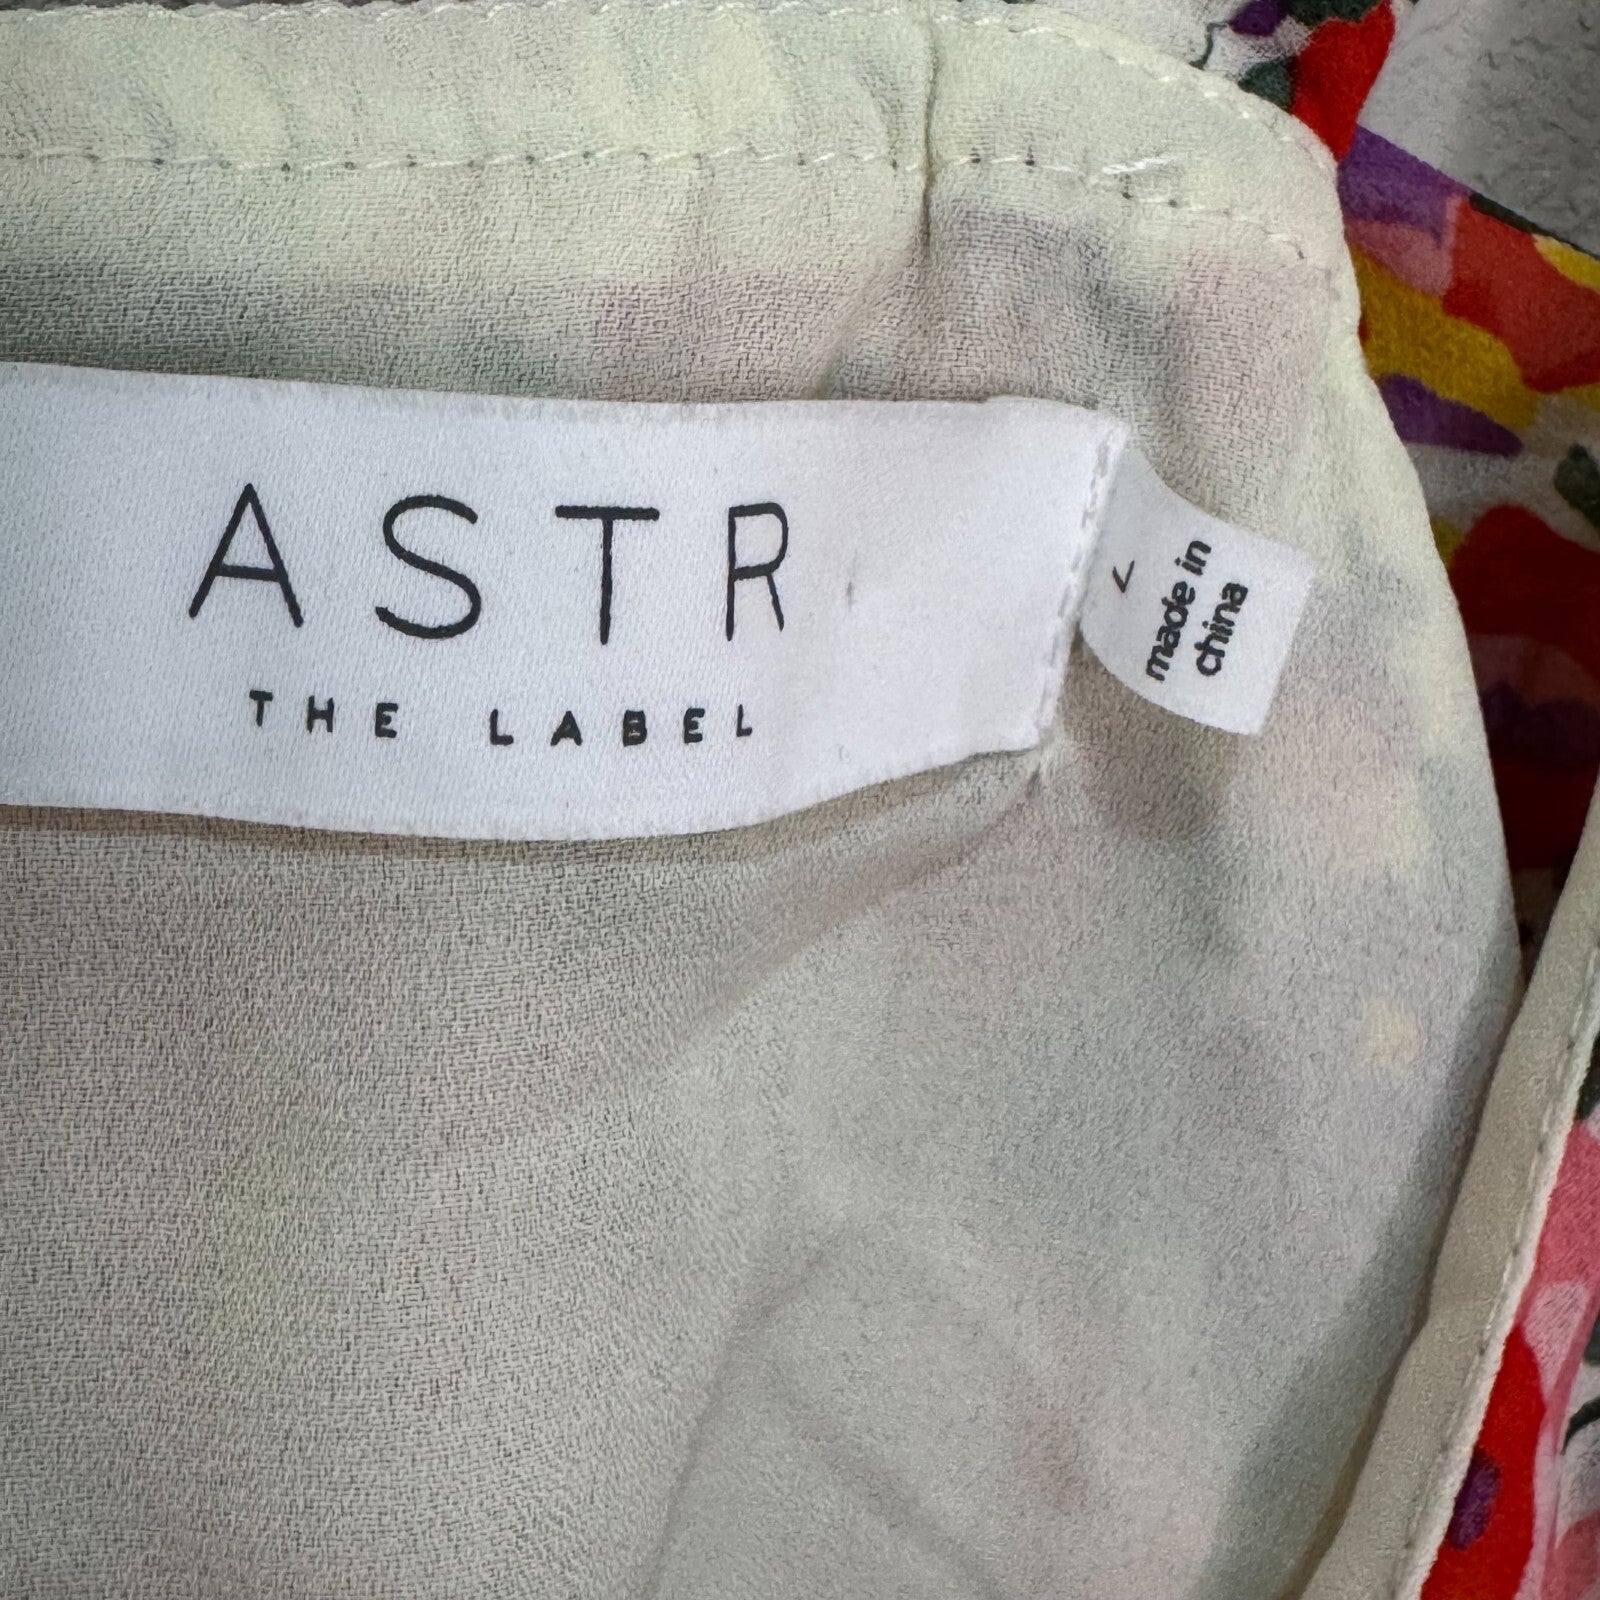 ASTR
THE LABEL
L
made in
china